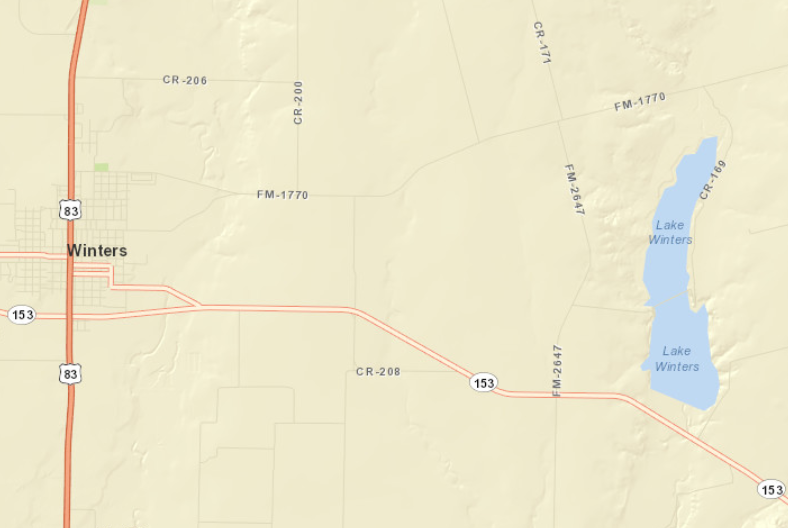 CR-171
CR-206
CR-200
FM-1770
FM-1770
FM-2647
CR-169
83
Lake
Winters
Winters
153
FM-2647
Lake
Winters
83
CR-208
153
153